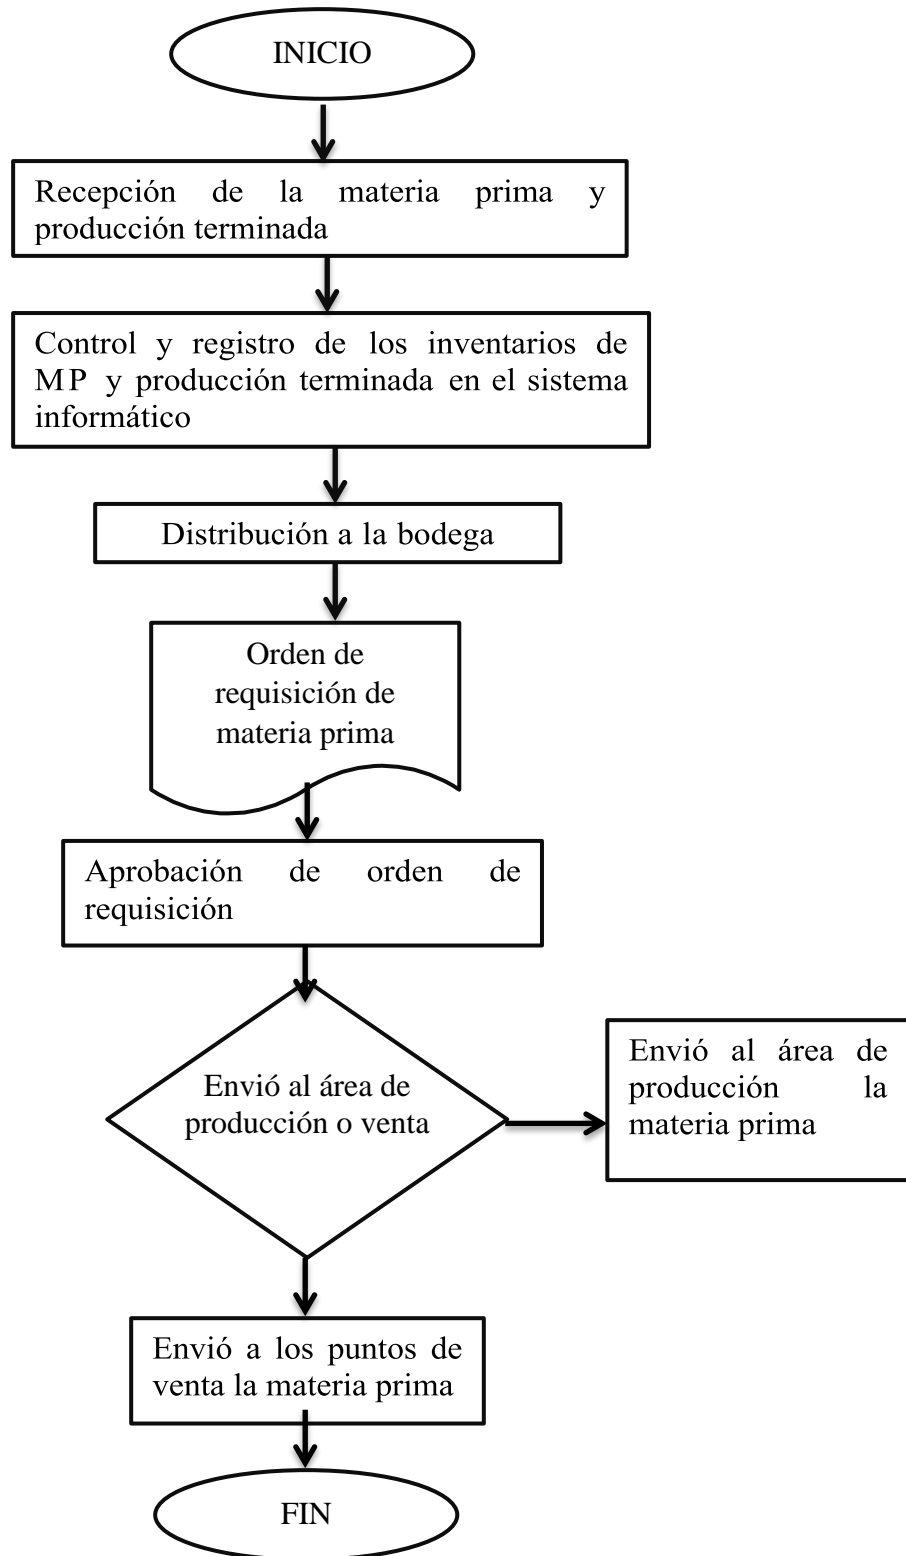 INICIO
Recepción de la materia prima y
producción terminada
Control y registro de los inventarios de
MP y producción terminada en el sistema
informático
Distribución a la bodega
Orden de
requisición de
materia prima
Aprobación de orden de
requisición
Envió al área de
producción o venta
Envió al área de
producción la
materia prima
Envió a los puntos de
venta la materia prima
FIN